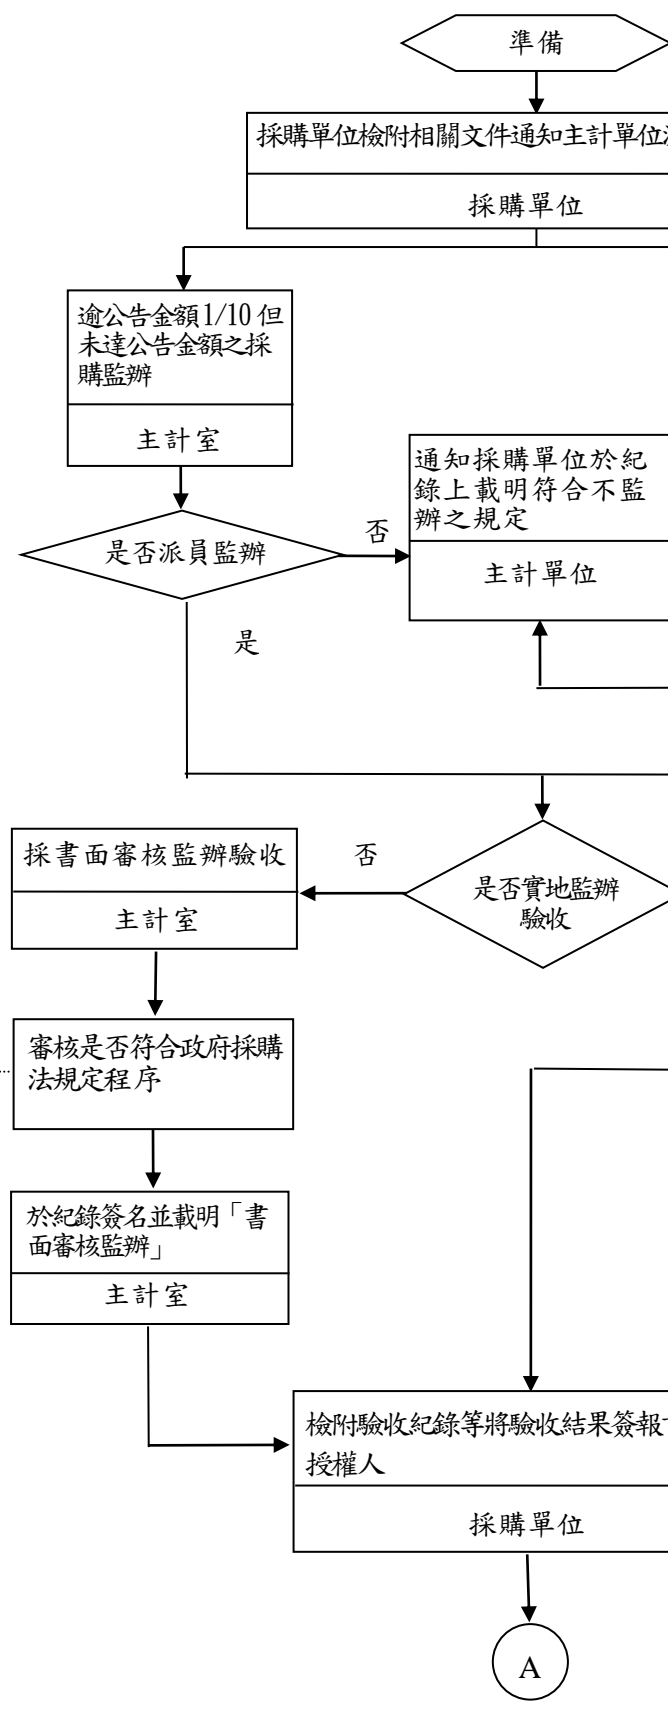 準備
採購單位檢附相關文件通知主計單位
採購單位
逾公告金額1/10但
未達公告金額之採
購監辦
主計室
通知採購單位於紀
錄上載明符合不監
辦之規定
主計單位
是否派員監辦
否
是
是否實地監辦
驗收
否
採書面審核監辦驗收
主計室
審核是否符合政府採購
法規定程序
於紀錄簽名並載明「書
面審核監辦」
主計室
檢附驗收紀錄等將驗收結果簽報
授權人
採購單位
A